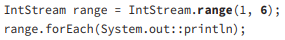 IntStream range = IntStream.range(1, 6);
range.forEach(System.out::println);